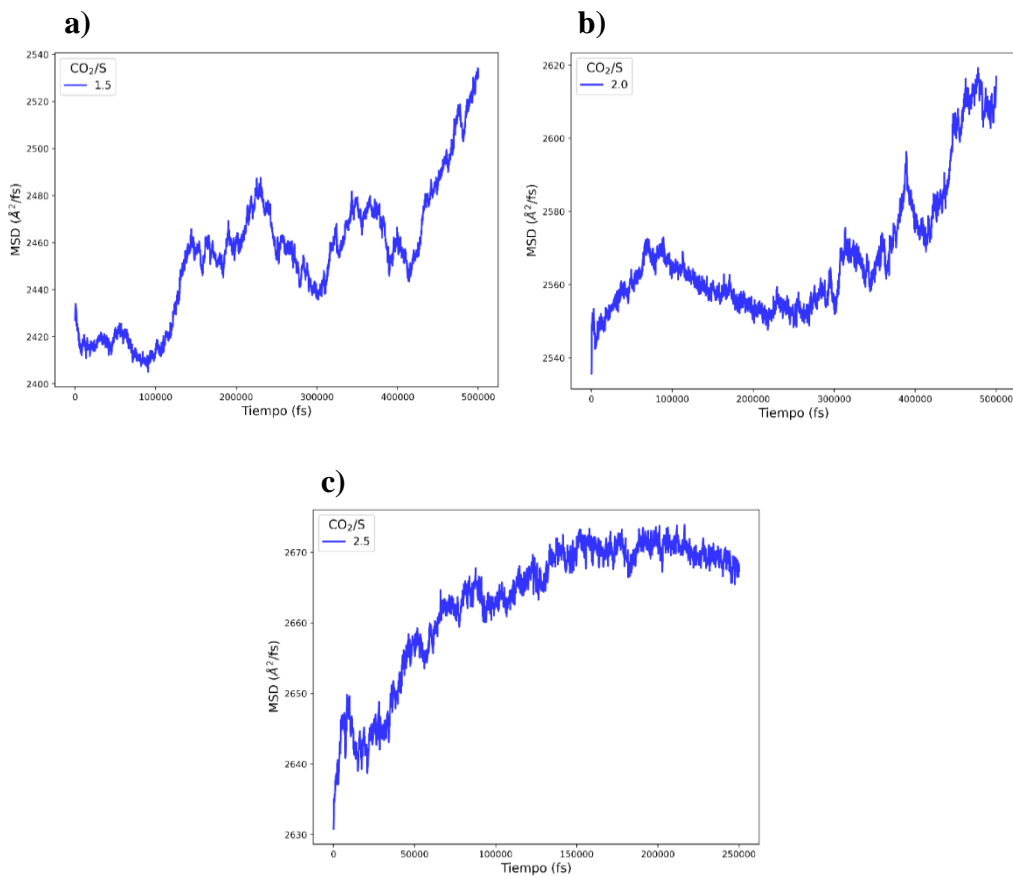 a)
CO₂/S
1.5
2540
2520
2500
2480
2460
2440
2420
2400
MSD (Å²/fs)
0 100000 200000 300000 400000 500000
Tiempo (fs)
b)
CO₂/S
2.0
2620
2600
2580
2560
2540
MSD (Å²/fs)
0 100000 200000 300000 400000 500000
Tiempo (fs)
c)
CO₂/S
2.5
2670
2660
2650
2640
2630
MSD (Å²/fs)
0 50000 100000 150000 200000 250000
Tiempo (fs)